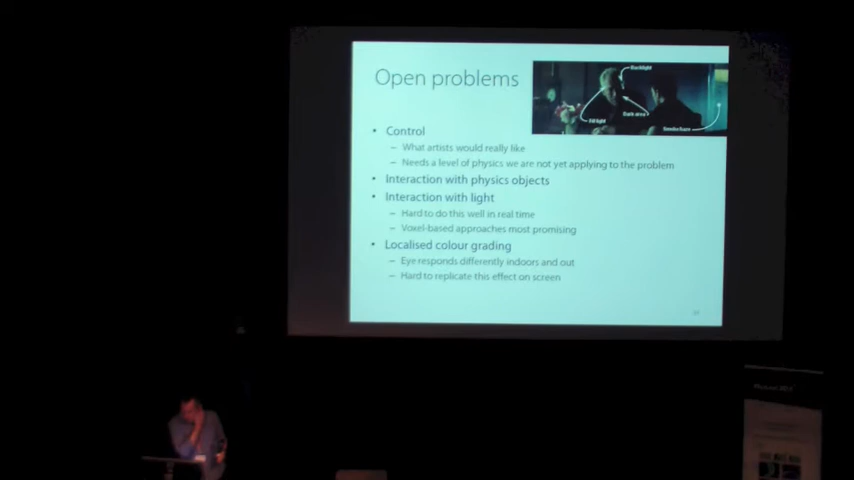 Open problems
Backlight
Dark area
Fill light
• Control
– What artists would really like
– Needs a level of physics we are not yet applying to the problem
• Interaction with physics objects
• Interaction with light
– Hard to do this well in real time
– Voxel-based approaches most promising
• Localised colour grading
– Eye responds differently indoors and out
– Hard to replicate this effect on screen